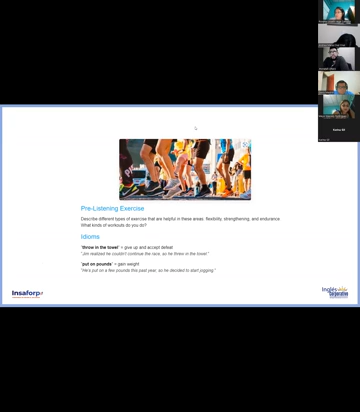 Pre-Listening Exercise
Describe different types of exercise that are helpful in these areas: flexibility, strengthening, and endurance
What kinds of workouts do you do?
Idioms
'throw in the towel' = give up and accept defeat
"Jim realized he couldn't continue the race, so he threw in the towel."
'put on pounds' = gain weight
"He's put on a few pounds this past year, so he decided to start jogging."
Insaforp
Inglés
Corporation